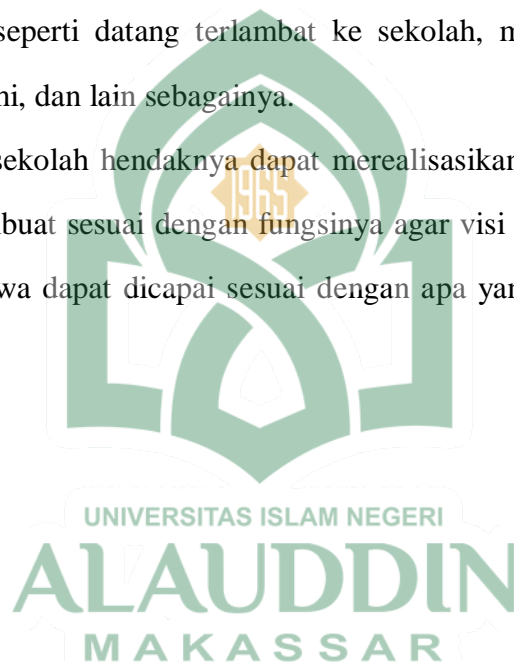 seperti datang terlambat ke sekolah, m
ni, dan lain sebagainya.
sekolah hendaknya dapat merealisasikan
buat sesuai dengan fungsinya agar visi
wa dapat dicapai sesuai dengan apa yan
1965
UNIVERSITAS ISLAM NEGERI
ALAUDDIN
MAKASSAR